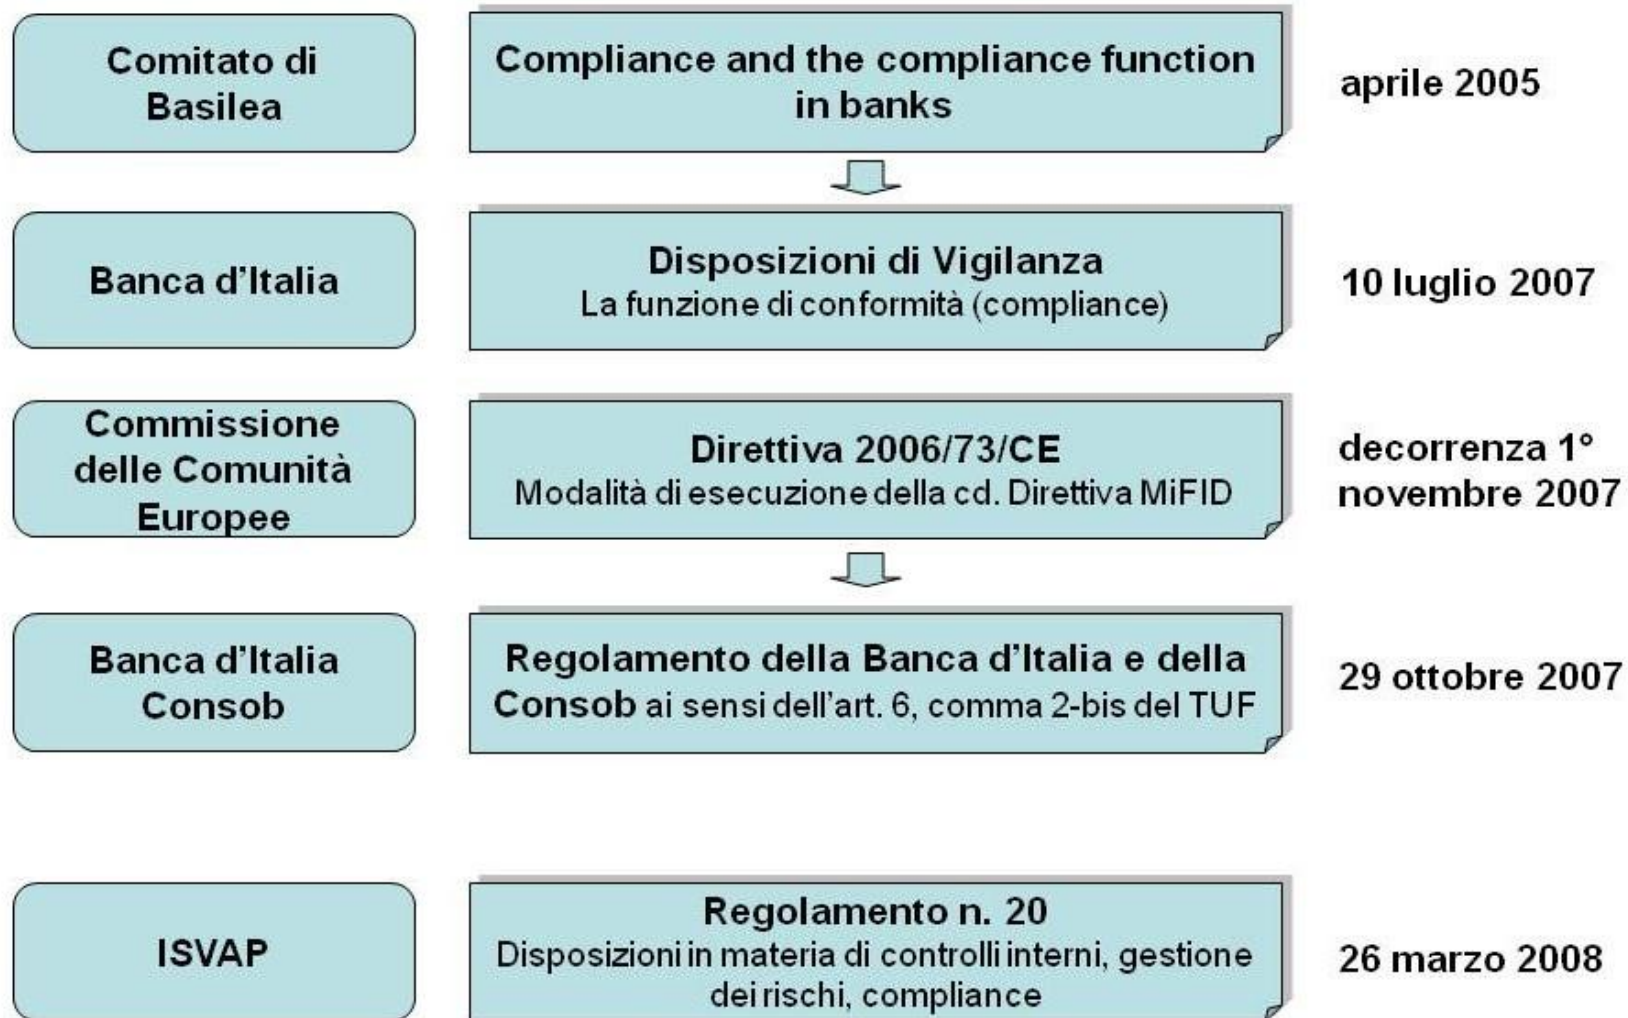 Comitato di
Basilea
Compliance and the compliance function
in banks
aprile 2005
Banca d'Italia
Disposizioni di Vigilanza
La funzione di conformità (compliance)
10 luglio 2007
Commissione
delle Comunità
Europee
Direttiva 2006/73/CE
Modalità di esecuzione della cd. Direttiva MiFID
decorrenza 1°
novembre 2007
Banca d'Italia
Consob
Regolamento della Banca d'Italia e della
Consob ai sensi dell'art. 6, comma 2-bis del TUF
29 ottobre 2007
ISVAP
Regolamento n. 20
Disposizioni in materia di controlli interni, gestione
dei rischi, compliance
26 marzo 2008